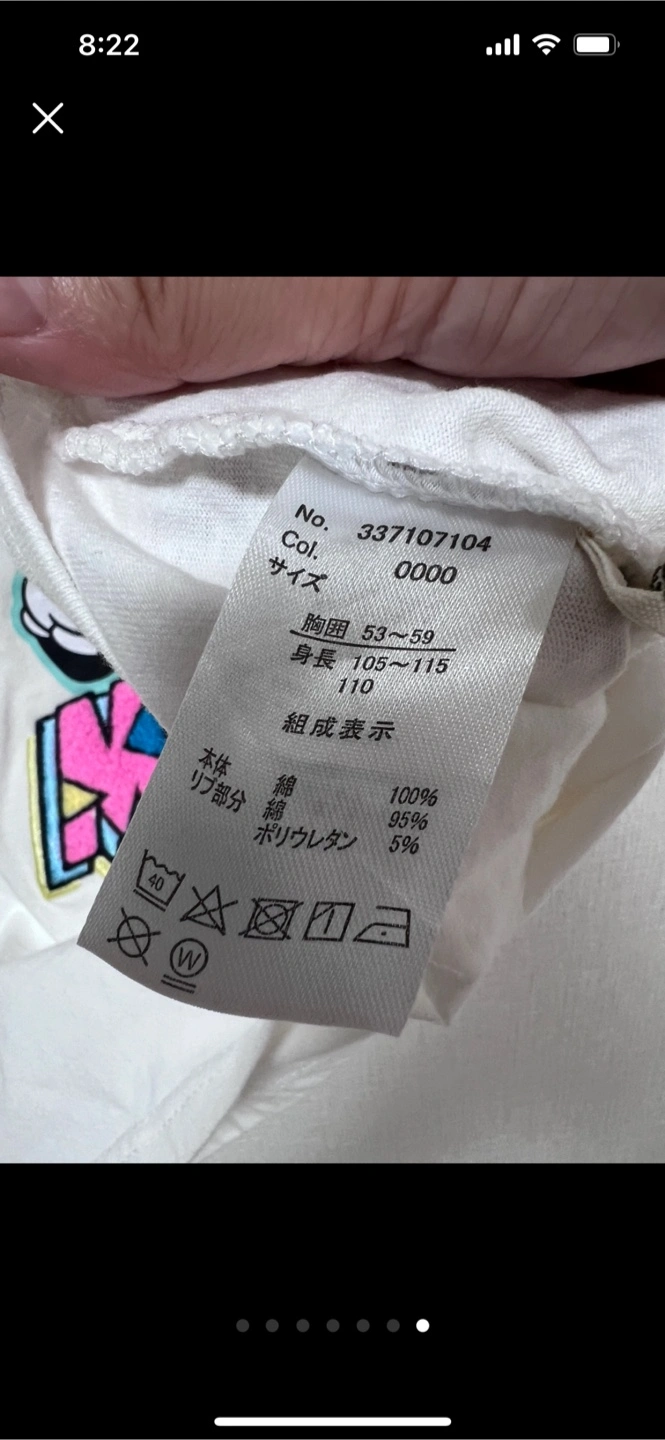 8:22
No. 337107104
Col. 0000
サイズ
胸囲 53～59
身長 105～115
110
組成表示
本体 綿 100%
リブ部分 綿 95%
ポリウレタン 5%
40
W